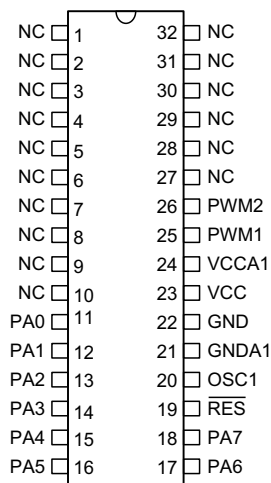 NC 1 32 NC
NC 2 31 NC
NC 3 30 NC
NC 4 29 NC
NC 5 28 NC
NC 6 27 NC
NC 7 26 PWM2
NC 8 25 PWM1
NC 9 24 VCCA1
NC 10 23 VCC
PA0 11 22 GND
PA1 12 21 GNDA1
PA2 13 20 OSC1
PA3 14 19 R̅E̅S̅
PA4 15 18 PA7
PA5 16 17 PA6